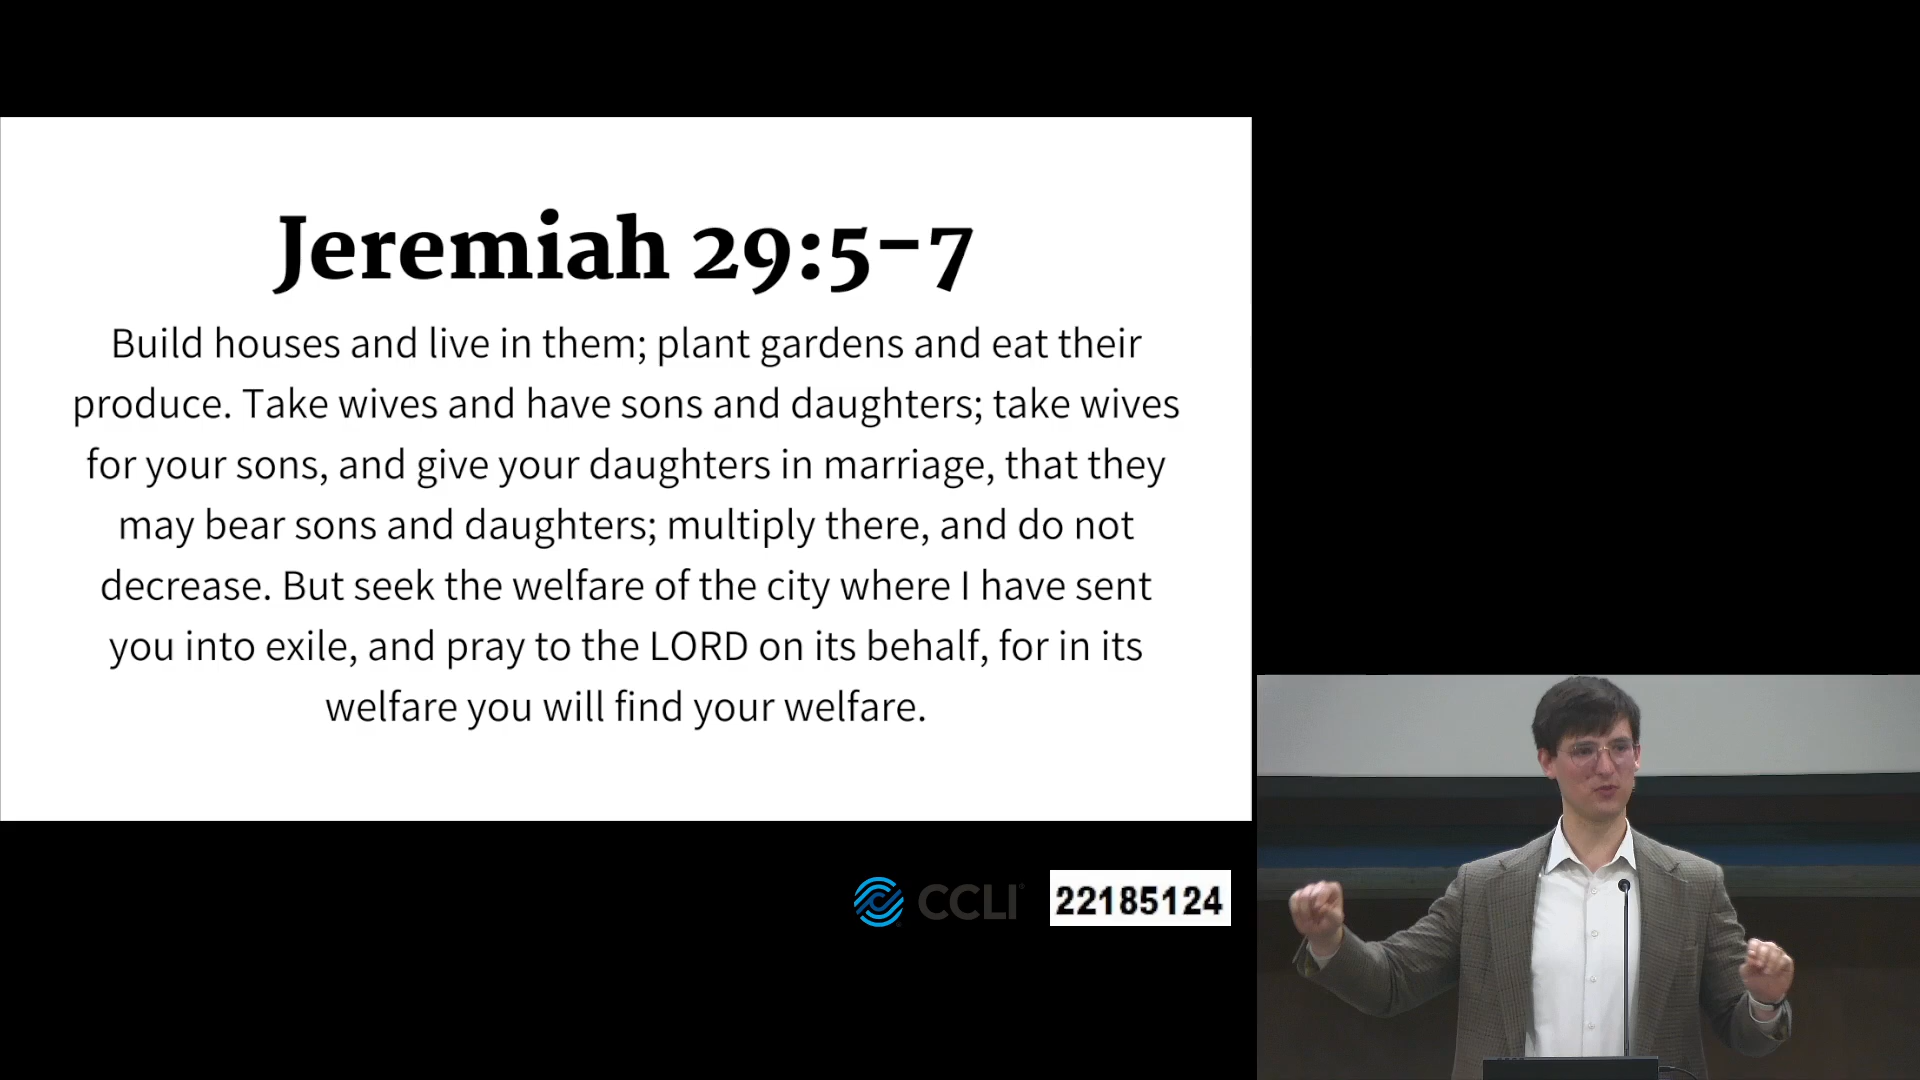 Jeremiah 29:5–7
Build houses and live in them; plant gardens and eat their
produce. Take wives and have sons and daughters; take wives
for your sons, and give your daughters in marriage, that they
may bear sons and daughters; multiply there, and do not
decrease. But seek the welfare of the city where I have sent
you into exile, and pray to the LORD on its behalf, for in its
welfare you will find your welfare.
CCLI
22185124